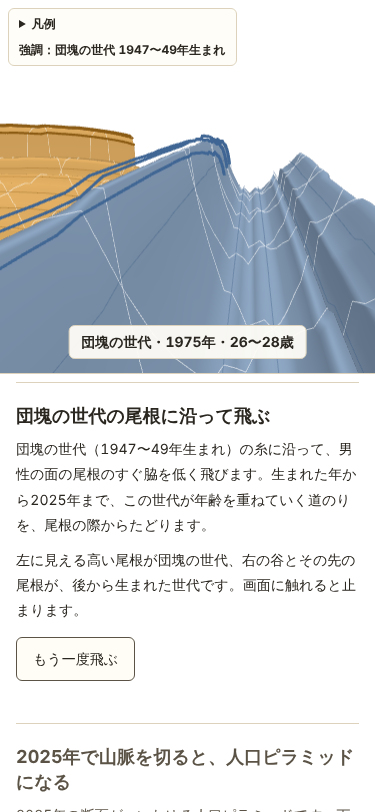 ▶ 凡例
強調：団塊の世代 1947〜49年生まれ
団塊の世代・1975年・26〜28歳
団塊の世代の尾根に沿って飛ぶ
団塊の世代（1947〜49年生まれ）の糸に沿って、男
性の面の尾根のすぐ脇を低く飛びます。生まれた年か
ら2025年まで、この世代が年齢を重ねていく道のり
を、尾根の際からたどります。
左に見える高い尾根が団塊の世代、右の谷とその先の
尾根が、後から生まれた世代です。画面に触れると止
まります。
もう一度飛ぶ
2025年で山脈を切ると、人口ピラミッド
になる